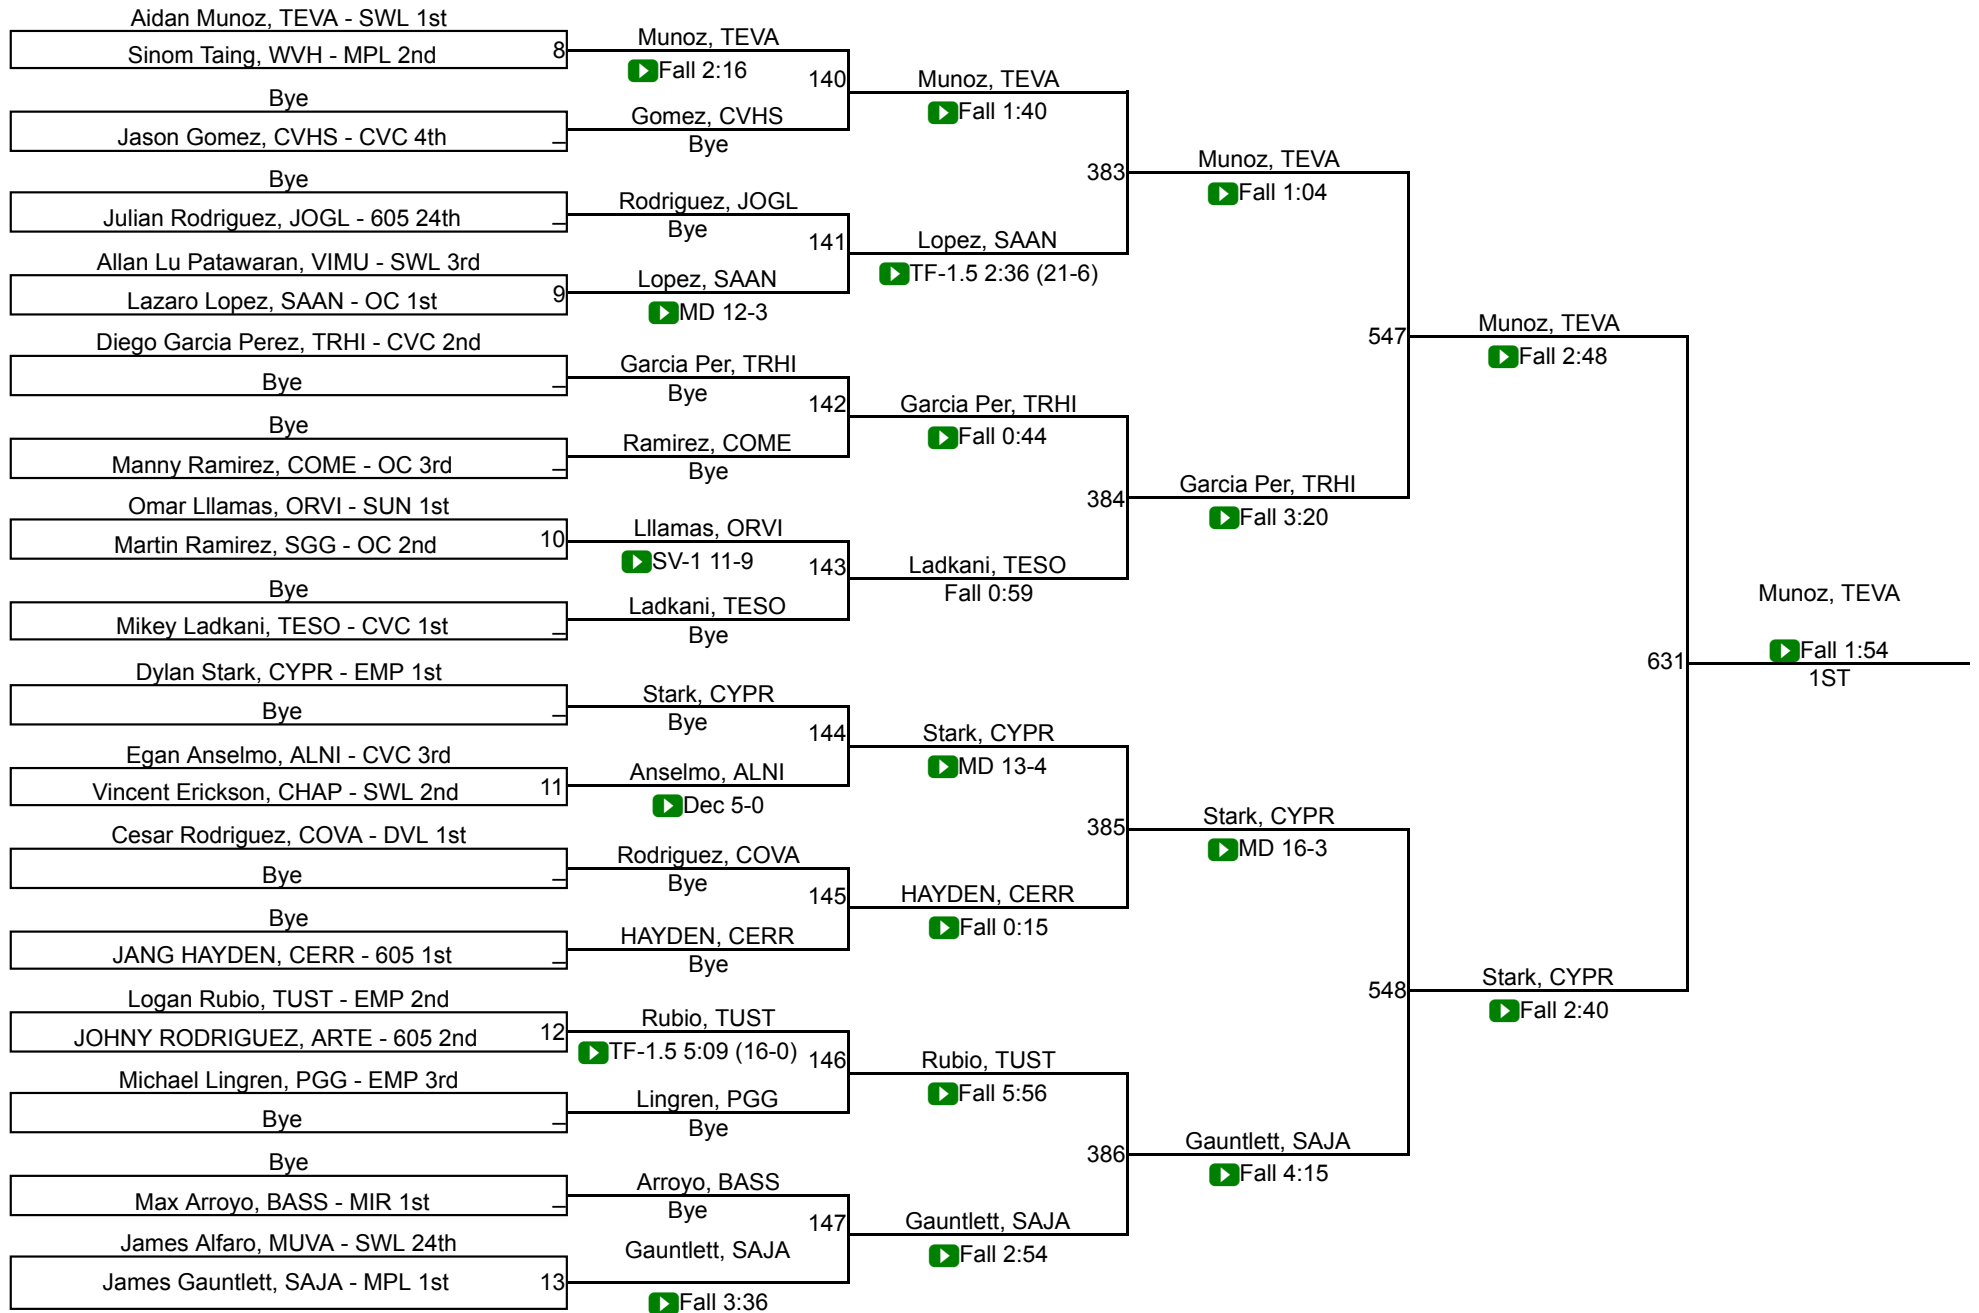 Aidan Munoz, TEVA - SWL 1st
Sinom Taing, WVH - MPL 2nd
8
Bye
Jason Gomez, CVHS - CVC 4th
Bye
Julian Rodriguez, JOGL - 605 24th
Allan Lu Patawaran, VIMU - SWL 3rd
Lazaro Lopez, SAAN - OC 1st
9
Diego Garcia Perez, TRHI - CVC 2nd
Bye
Bye
Manny Ramirez, COME - OC 3rd
Omar Lllamas, ORVI - SUN 1st
Martin Ramirez, SGG - OC 2nd
10
Bye
Mikey Ladkani, TESO - CVC 1st
Dylan Stark, CYPR - EMP 1st
Bye
Egan Anselmo, ALNI - CVC 3rd
Vincent Erickson, CHAP - SWL 2nd
11
Cesar Rodriguez, COVA - DVL 1st
Bye
Bye
JANG HAYDEN, CERR - 605 1st
Logan Rubio, TUST - EMP 2nd
JOHNY RODRIGUEZ, ARTE - 605 2nd
12
Michael Lingren, PGG - EMP 3rd
Bye
Bye
Max Arroyo, BASS - MIR 1st
James Alfaro, MUVA - SWL 24th
James Gauntlett, SAJA - MPL 1st
13
Munoz, TEVA
Fall 2:16
140
Gomez, CVHS
Bye
Rodriguez, JOGL
Bye
141
Lopez, SAAN
MD 12-3
Garcia Per, TRHI
Bye
142
Ramirez, COME
Bye
Lllamas, ORVI
SV-1 11-9
143
Ladkani, TESO
Bye
Stark, CYPR
Bye
144
Anselmo, ALNI
Dec 5-0
Rodriguez, COVA
Bye
145
HAYDEN, CERR
Bye
Rubio, TUST
TF-1.5 5:09 (16-0)
146
Lingren, PGG
Bye
Arroyo, BASS
Bye
147
Gauntlett, SAJA
Fall 3:36
Munoz, TEVA
Fall 1:40
383
Lopez, SAAN
TF-1.5 2:36 (21-6)
Garcia Per, TRHI
Fall 0:44
384
Ladkani, TESO
Fall 0:59
Stark, CYPR
MD 13-4
385
HAYDEN, CERR
Fall 0:15
Rubio, TUST
Fall 5:56
386
Gauntlett, SAJA
Fall 2:54
Munoz, TEVA
Fall 1:04
547
Garcia Per, TRHI
Fall 3:20
Stark, CYPR
MD 16-3
548
Gauntlett, SAJA
Fall 4:15
Munoz, TEVA
Fall 2:48
631
Stark, CYPR
Fall 2:40
Munoz, TEVA
Fall 1:54
1ST